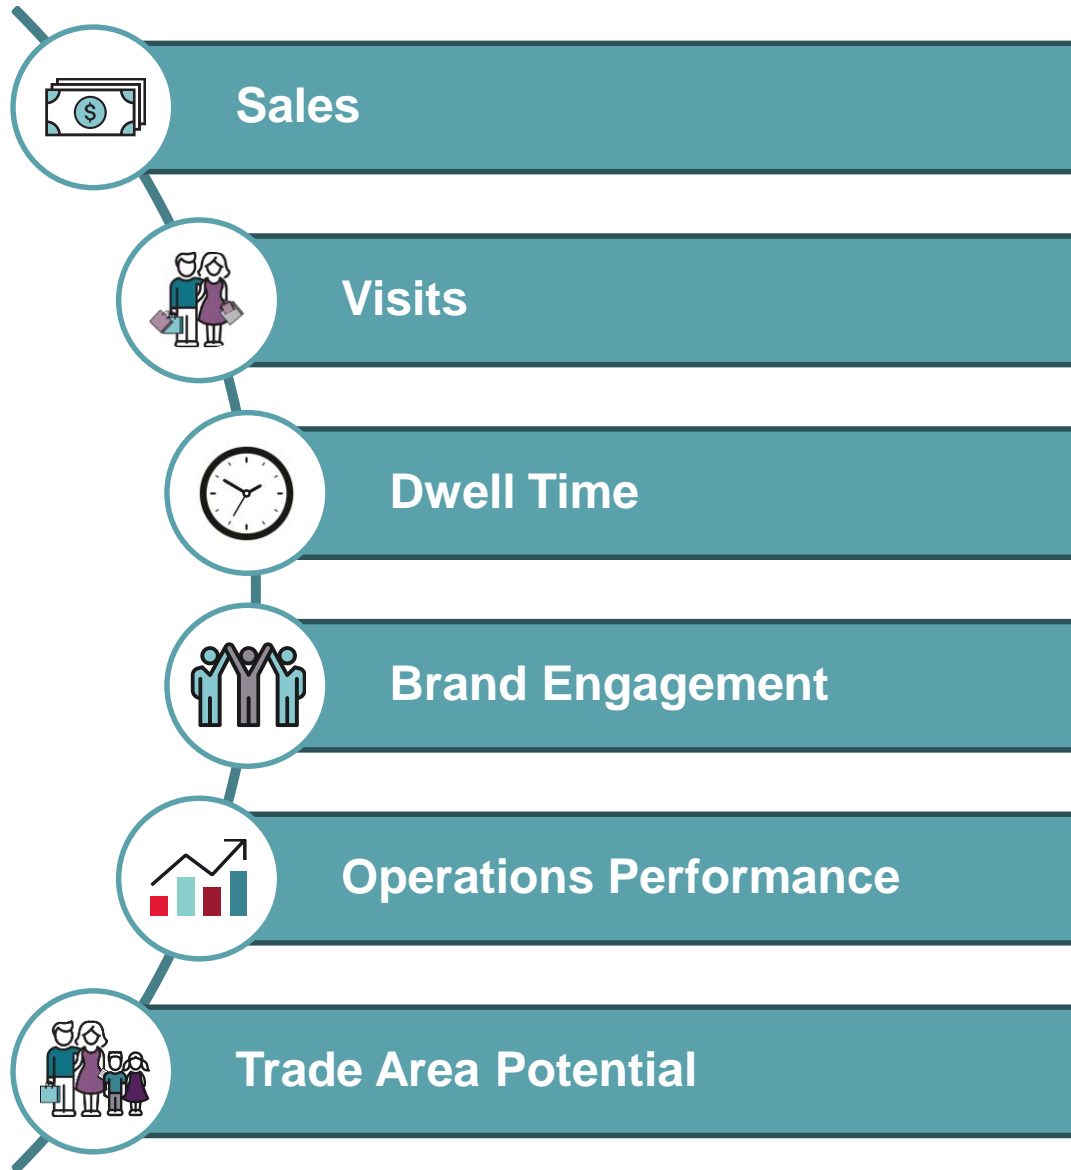 $
Sales
Visits
Dwell Time
Brand Engagement
Operations Performance
Trade Area Potential